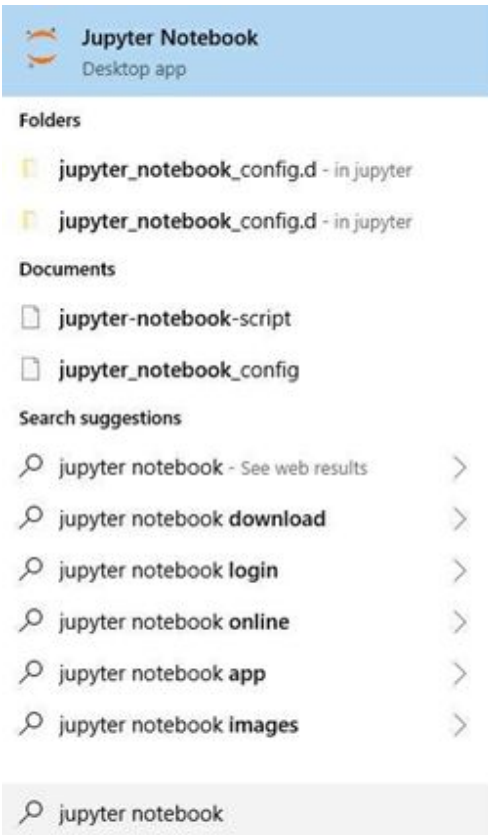 Jupyter Notebook
Desktop app
Folders
jupyter_notebook_config.d - in jupyter
jupyter_notebook_config.d - in jupyter
Documents
jupyter-notebook-script
jupyter_notebook_config
Search suggestions
jupyter notebook - See web results
jupyter notebook download
jupyter notebook login
jupyter notebook online
jupyter notebook app
jupyter notebook images
jupyter notebook